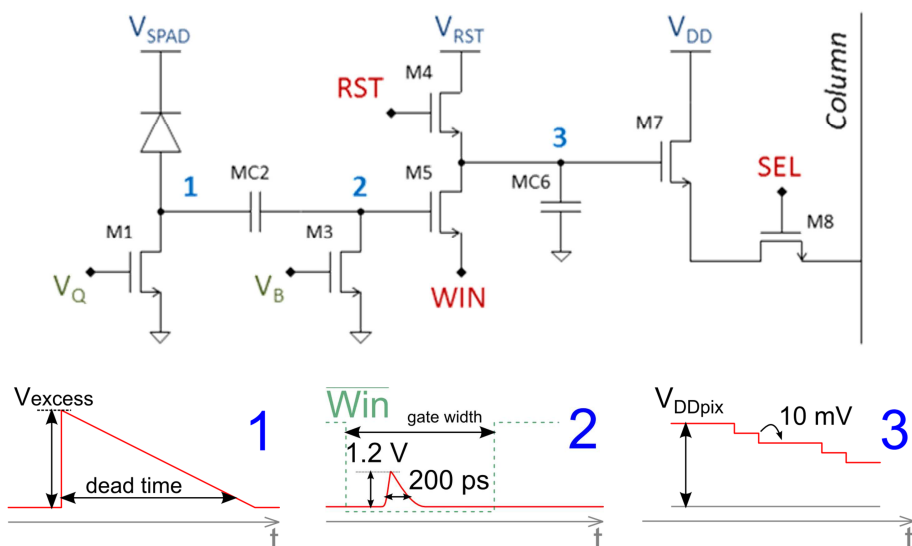 V_SPAD
V_RST
V_DD
M4
RST
M7
Column
3
MC2
M5
MC6
SEL
1
2
M1
M3
M8
V_Q
V_B
WIN
Vexcess
1
dead time
t
Win
gate width
2
1.2 V
200 ps
t
V_DDpix
10 mV
3
t